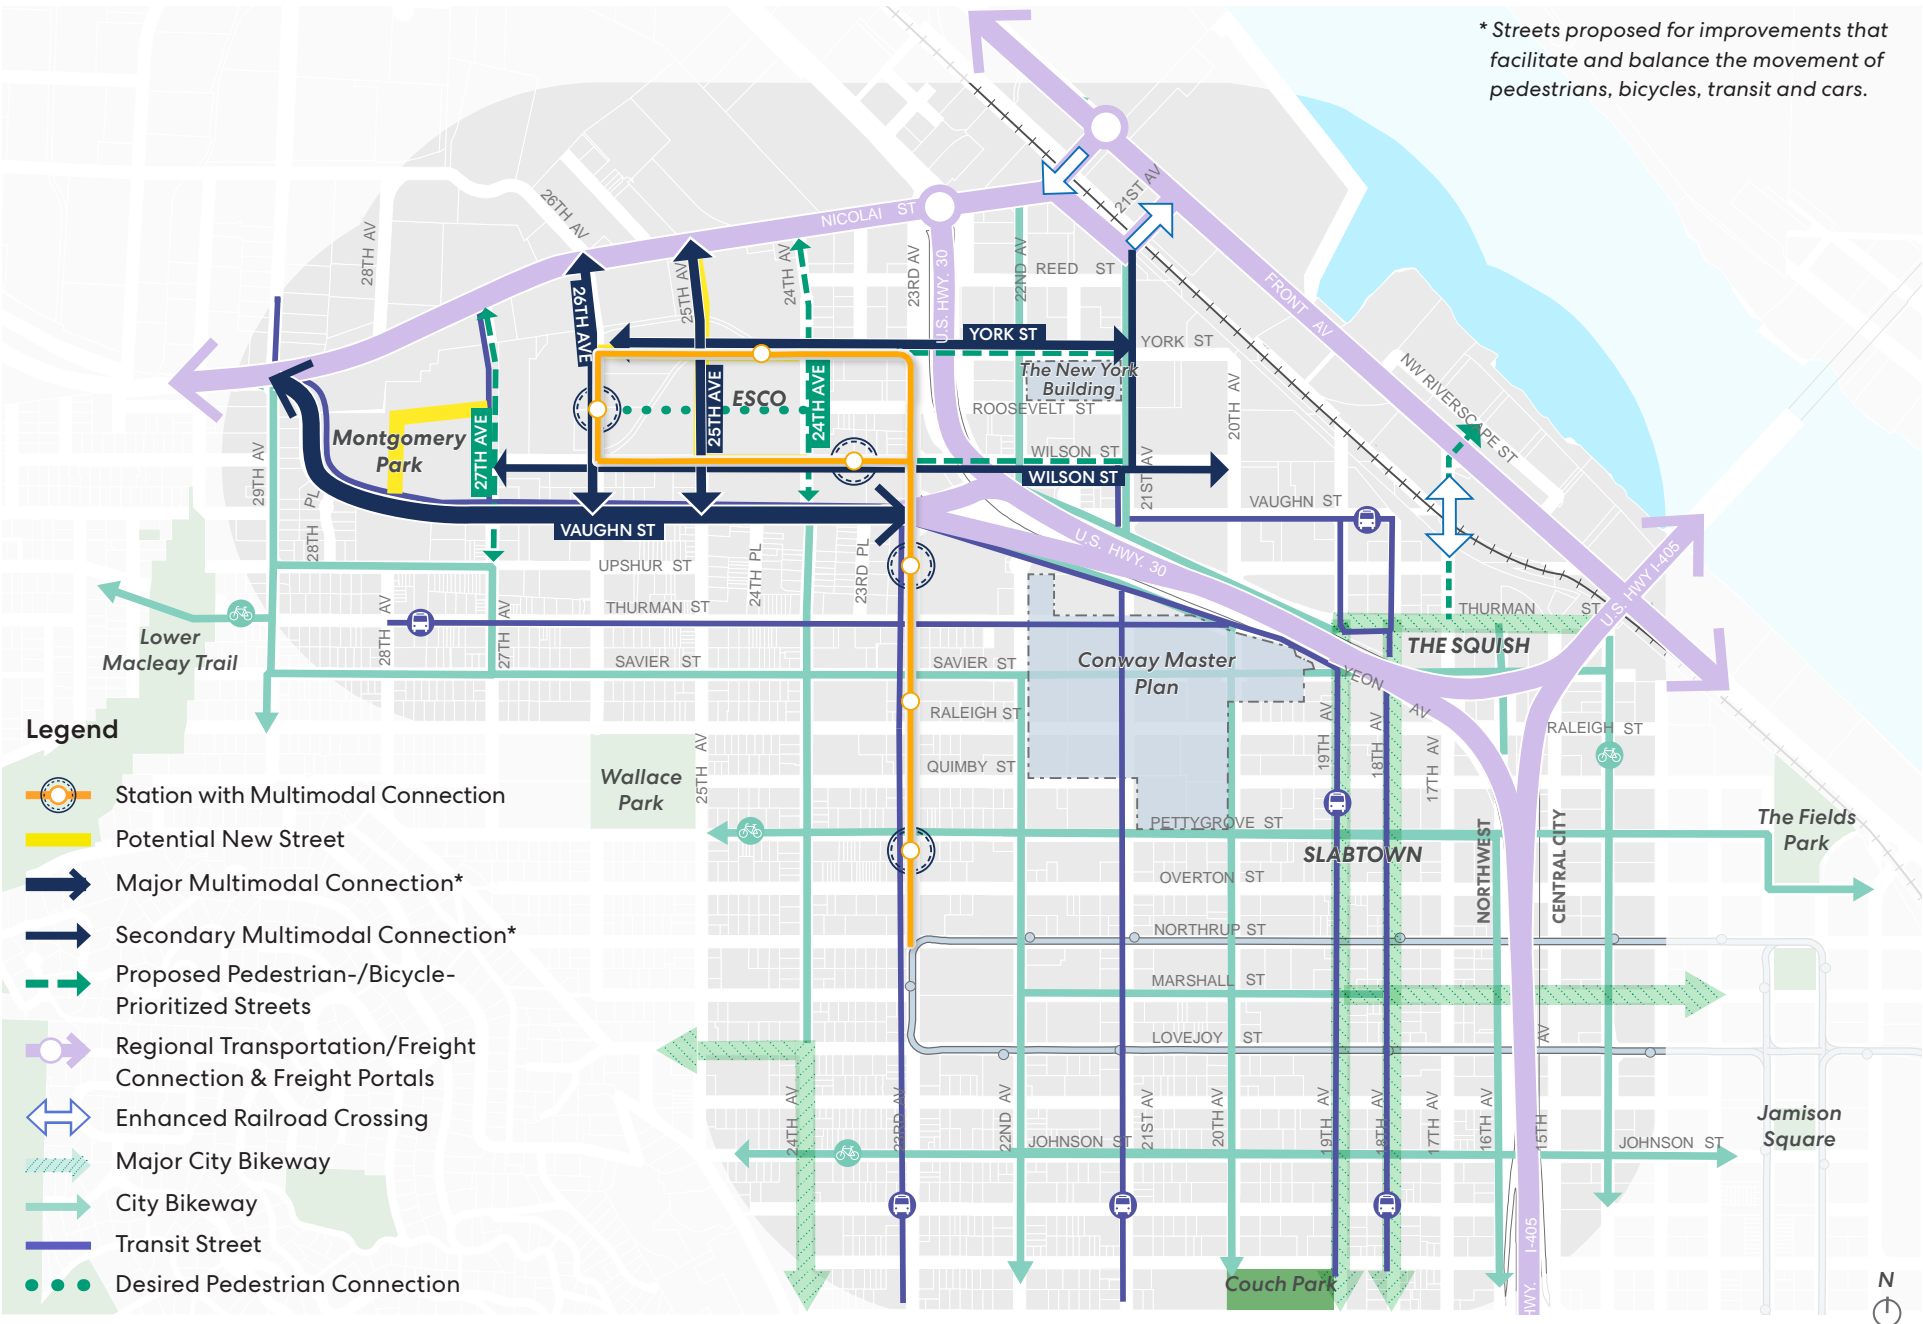 * Streets proposed for improvements that
facilitate and balance the movement of
pedestrians, bicycles, transit and cars.
21ST AV
26TH AV
NICOLAI ST
28TH AV
25TH AV
24TH AV
23RD AV
U.S. HWY. 30
22ND AV
REED ST
FRONT AV
26TH AVE
YORK ST
YORK ST
The New York
Building
NW RIVERSCAPE ST
ESCO
25TH AVE
24TH AVE
ROOSEVELT ST
20TH AV
Montgomery
Park
27TH AVE
29TH AV
28TH PL
WILSON ST
WILSON ST
21ST AV
VAUGHN ST
VAUGHN ST
UPSHUR ST
24TH PL
23RD PL
U.S. HWY. 30
U.S. HWY I-405
THURMAN ST
THURMAN ST
28TH AV
27TH AV
Lower
Macleay Trail
SAVIER ST
SAVIER ST
Conway Master
Plan
THE SQUISH
YEON AV
RALEIGH ST
RALEIGH ST
19TH AV
18TH AV
17TH AV
25TH AV
Wallace
Park
QUIMBY ST
PETTYGROVE ST
SLABTOWN
NORTHWEST
CENTRAL CITY
The Fields
Park
OVERTON ST
NORTHRUP ST
MARSHALL ST
LOVEJOY ST
24TH AV
23RD AV
22ND AV
JOHNSON ST
21ST AV
20TH AV
19TH AV
18TH AV
17TH AV
16TH AV
15TH AV
JOHNSON ST
Jamison
Square
HWY. I-405
Couch Park
N
Legend
Station with Multimodal Connection
Potential New Street
Major Multimodal Connection*
Secondary Multimodal Connection*
Proposed Pedestrian-/Bicycle-
Prioritized Streets
Regional Transportation/Freight
Connection & Freight Portals
Enhanced Railroad Crossing
Major City Bikeway
City Bikeway
Transit Street
Desired Pedestrian Connection